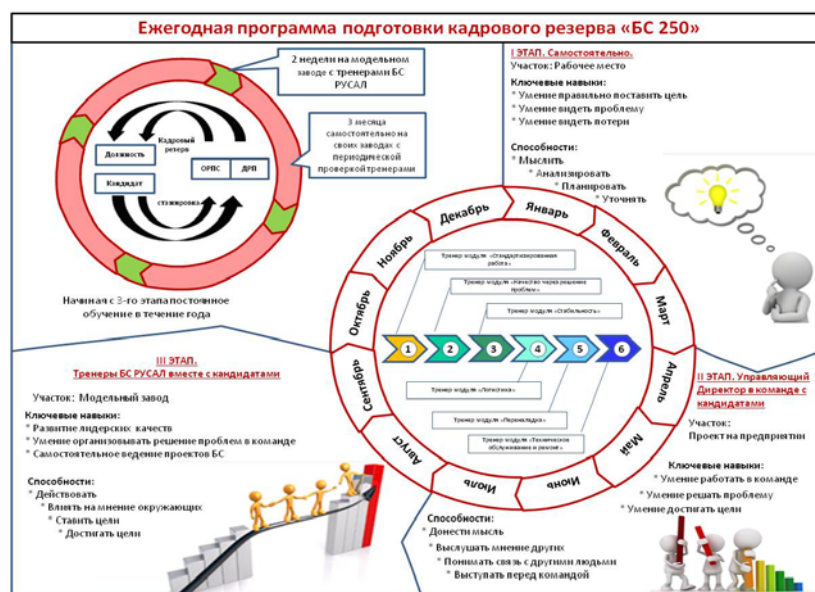 Ежегодная программа подготовки кадрового резерва «БС 250»
2 недели на модельном
заводе с тренерами БС
РУСАЛ
3 месяца
самостоятельно на
своих заводах с
периодической
проверкой тренерами
Кадровый
резерв
Должность
Кандидат
ОРПС
ДРП
стажировка
Начиная с 3-го этапа постоянное
обучение в течение года
I ЭТАП. Самостоятельно.
Участок: Рабочее место
Ключевые навыки:
* Умение правильно поставить цель
* Умение видеть проблему
* Умение видеть потери
Способности:
* Мыслить
* Анализировать
* Планировать
* Уточнять
Январь
Февраль
Март
Апрель
Май
Июнь
Июль
Август
Сентябрь
Октябрь
Ноябрь
Декабрь
Тренер модуля «Стандартизированная
работа»
Тренер модуля «Качество через решение
проблем»
Тренер модуля «Стабильность»
1
2
3
4
5
6
Тренер модуля «Логистика»
Тренер модуля «Переналадка»
Тренер модуля «Техническое
обслуживание и ремонт»
II ЭТАП. Управляющий
Директор в команде с
кандидатами
Участок:
Проект на предприятии
Ключевые навыки:
* Умение работать в команде
* Умение решать проблему
* Умение достигать цели
Способности:
* Донести мысль
* Выслушать мнение других
* Понимать связь с другими людьми
* Выступать перед командой
III ЭТАП.
Тренеры БС РУСАЛ вместе с кандидатами
Участок: Модельный завод
Ключевые навыки:
* Развитие лидерских качеств
* Умение организовывать решение проблем в команде
* Самостоятельное ведение проектов БС
Способности:
* Действовать
* Влиять на мнение окружающих
* Ставить цели
* Достигать цели